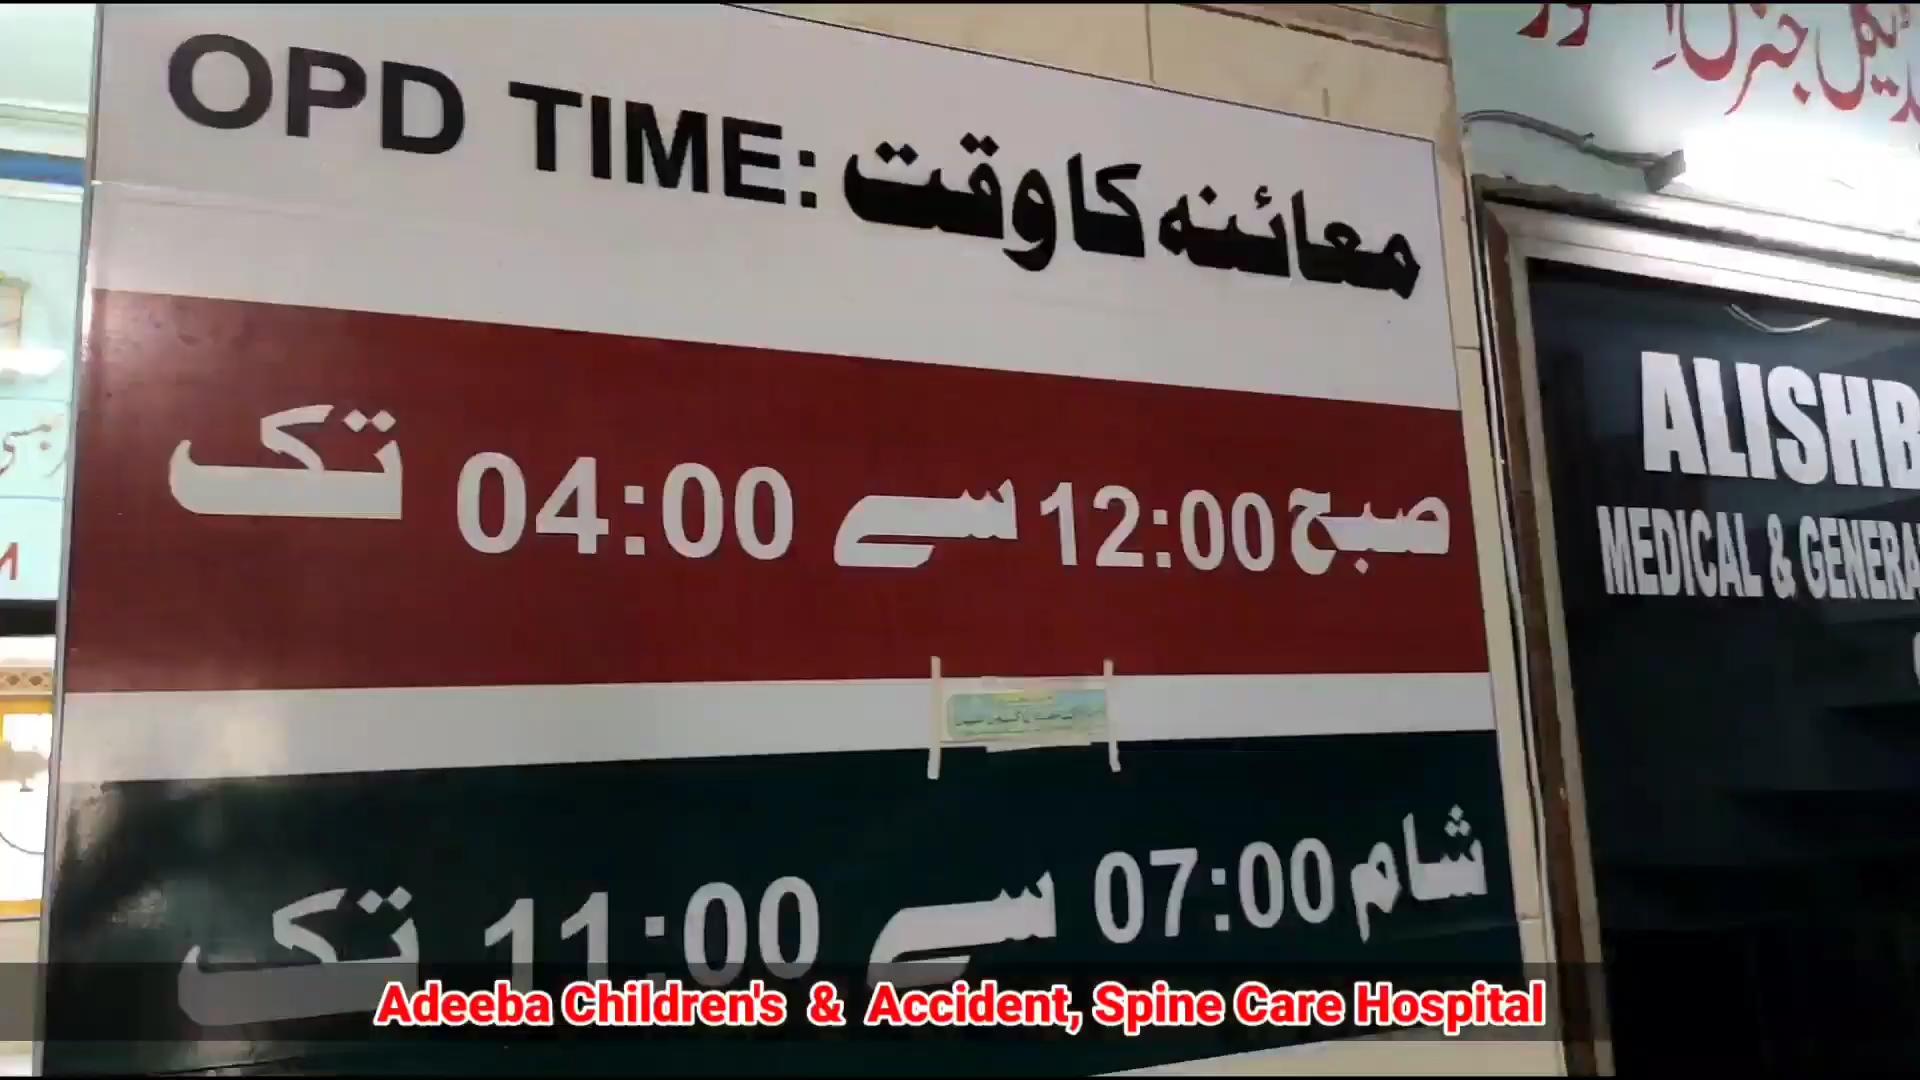 OPD TIME: معائنہ کا وقت
صبح 12:00 سے 04:00 تک
شام 07:00 سے 11:00 تک
جنرل
ALISHB
MEDICAL & GENERA
Adeeba Children's & Accident, Spine Care Hospital